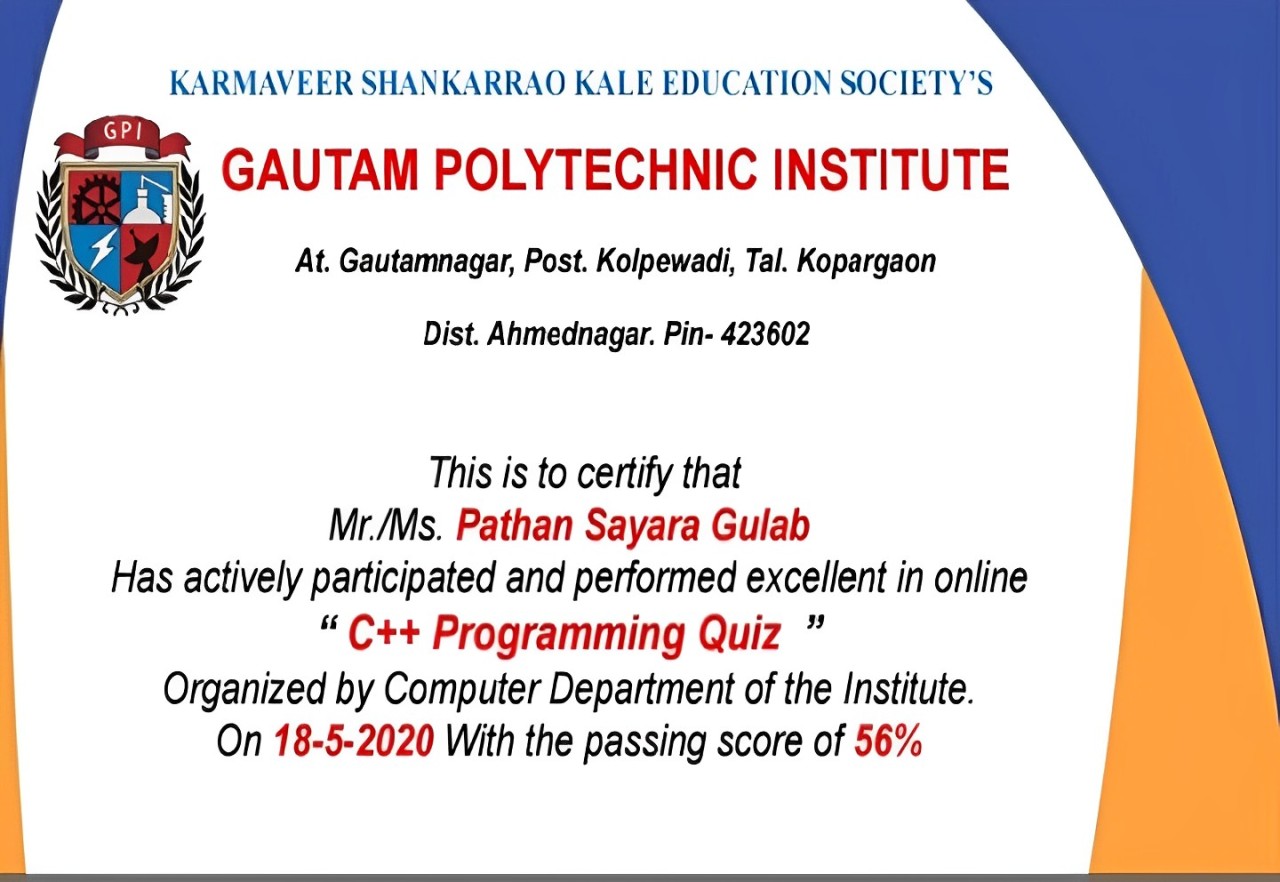 KARMAVEER SHANKARRAO KALE EDUCATION SOCIETY'S
GPI
GAUTAM POLYTECHNIC INSTITUTE
At. Gautamnagar, Post. Kolpewadi, Tal. Kopargaon
Dist. Ahmednagar. Pin- 423602
This is to certify that
Mr./Ms. Pathan Sayara Gulab
Has actively participated and performed excellent in online
“ C++ Programming Quiz ”
Organized by Computer Department of the Institute.
On 18-5-2020 With the passing score of 56%